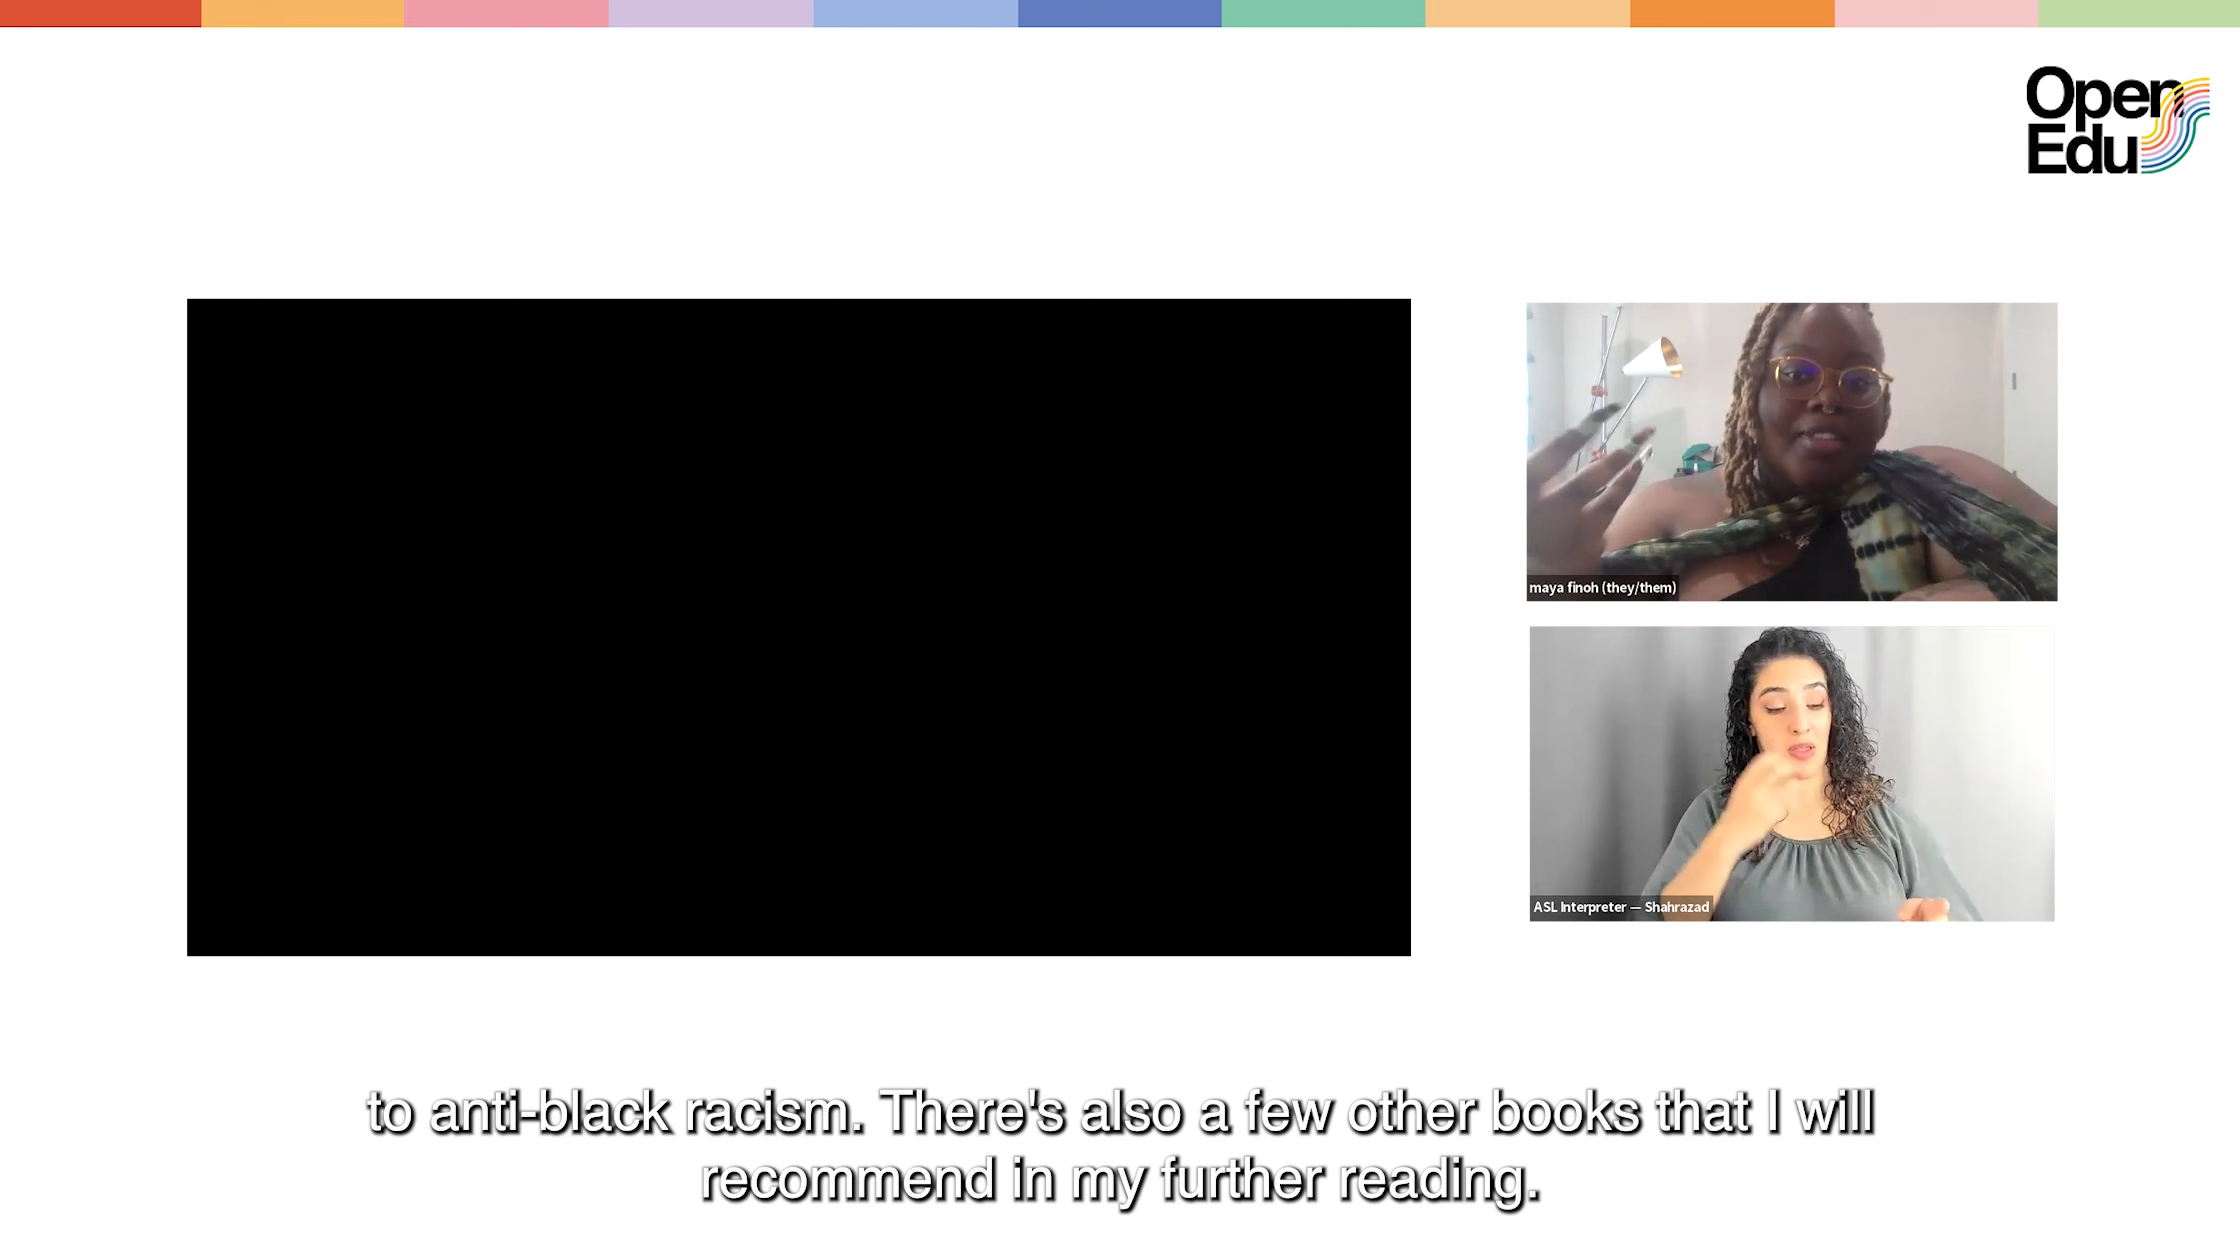 Open
Edu
maya finoh (they/them)
ASL Interpreter — Shahrazad
to anti-black racism. There's also a few other books that I will
recommend in my further reading.